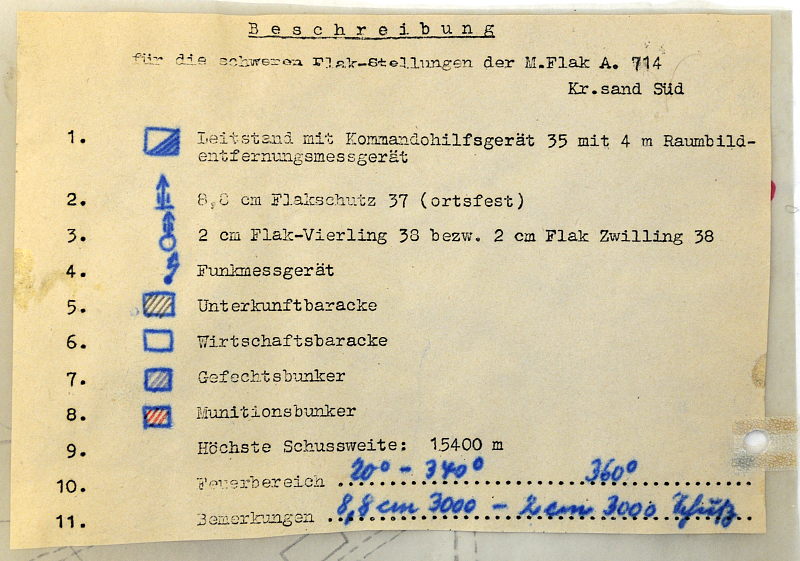 Beschreibung
für die schweren Flak-Stellungen der M.Flak A. 714
Kr.sand Süd
1. Leitstand mit Kommandohilfsgerät 35 mit 4 m Raumbild-
entfernungsmessgerät
2. 8,8 cm Flakschutz 37 (ortsfest)
3. 2 cm Flak-Vierling 38 bezw. 2 cm Flak Zwilling 38
4. Funkmessgerät
5. Unterkunftbaracke
6. Wirtschaftsbaracke
7. Gefechtsbunker
8. Munitionsbunker
9. Höchste Schussweite: 15400 m
10. Feuerbereich 20° - 340° 360°
11. Bemerkungen 8,8 cm 3000 - 2 cm 3000 Schuß